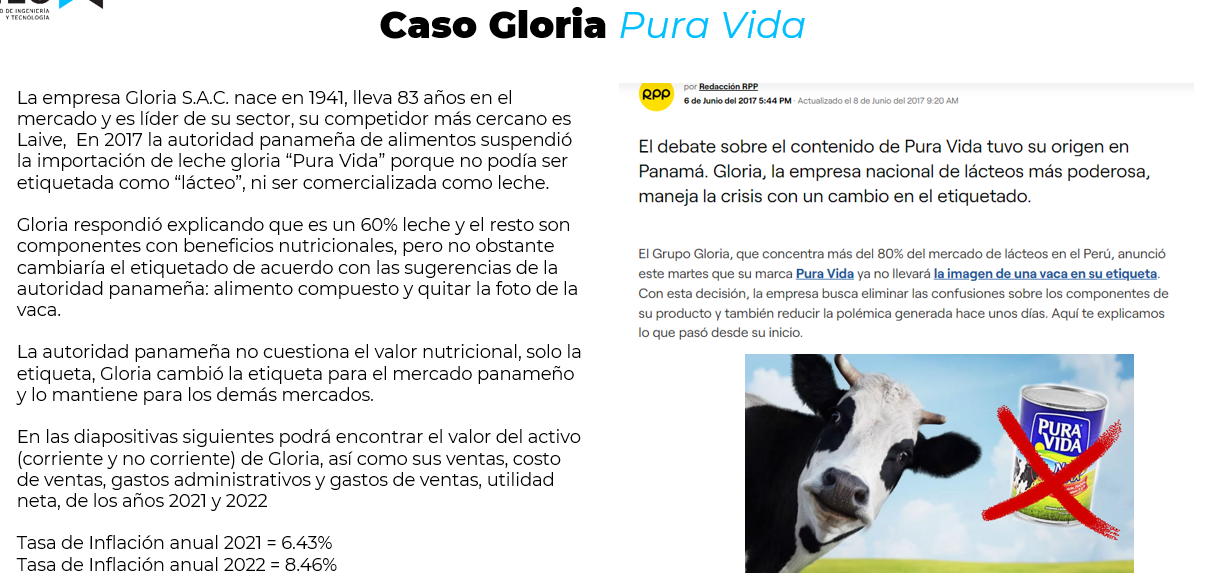 O DE INGENIERÍA
Y TECNOLOGÍA
Caso Gloria Pura Vida
La empresa Gloria S.A.C. nace en 1941, lleva 83 años en el
mercado y es líder de su sector, su competidor más cercano es
Laive, En 2017 la autoridad panameña de alimentos suspendió
la importación de leche gloria “Pura Vida” porque no podía ser
etiquetada como “lácteo”, ni ser comercializada como leche.
Gloria respondió explicando que es un 60% leche y el resto son
componentes con beneficios nutricionales, pero no obstante
cambiaría el etiquetado de acuerdo con las sugerencias de la
autoridad panameña: alimento compuesto y quitar la foto de la
vaca.
La autoridad panameña no cuestiona el valor nutricional, solo la
etiqueta, Gloria cambió la etiqueta para el mercado panameño
y lo mantiene para los demás mercados.
En las diapositivas siguientes podrá encontrar el valor del activo
(corriente y no corriente) de Gloria, así como sus ventas, costo
de ventas, gastos administrativos y gastos de ventas, utilidad
neta, de los años 2021 y 2022
Tasa de Inflación anual 2021 = 6.43%
Tasa de Inflación anual 2022 = 8.46%
RPP
por Redacción RPP
6 de Junio del 2017 5:44 PM · Actualizado el 8 de Junio del 2017 9:20 AM
El debate sobre el contenido de Pura Vida tuvo su origen en
Panamá. Gloria, la empresa nacional de lácteos más poderosa,
maneja la crisis con un cambio en el etiquetado.
El Grupo Gloria, que concentra más del 80% del mercado de lácteos en el Perú, anunció
este martes que su marca Pura Vida ya no llevará la imagen de una vaca en su etiqueta.
Con esta decisión, la empresa busca eliminar las confusiones sobre los componentes de
su producto y también reducir la polémica generada hace unos días. Aquí te explicamos
lo que pasó desde su inicio.
PURA
VIDA